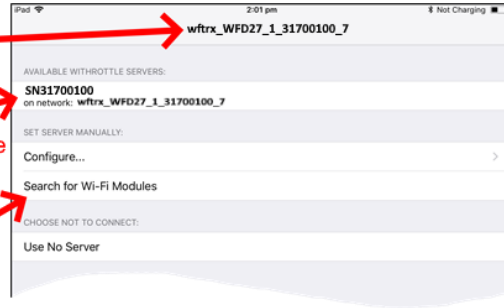 iPad
2:01 pm
Not Charging
wftrx_WFD27_1_31700100_7
AVAILABLE WITHROTTLE SERVERS:
SN31700100
on network: wftrx_WFD27_1_31700100_7
SET SERVER MANUALLY:
e
Configure...
Search for Wi-Fi Modules
CHOOSE NOT TO CONNECT:
Use No Server